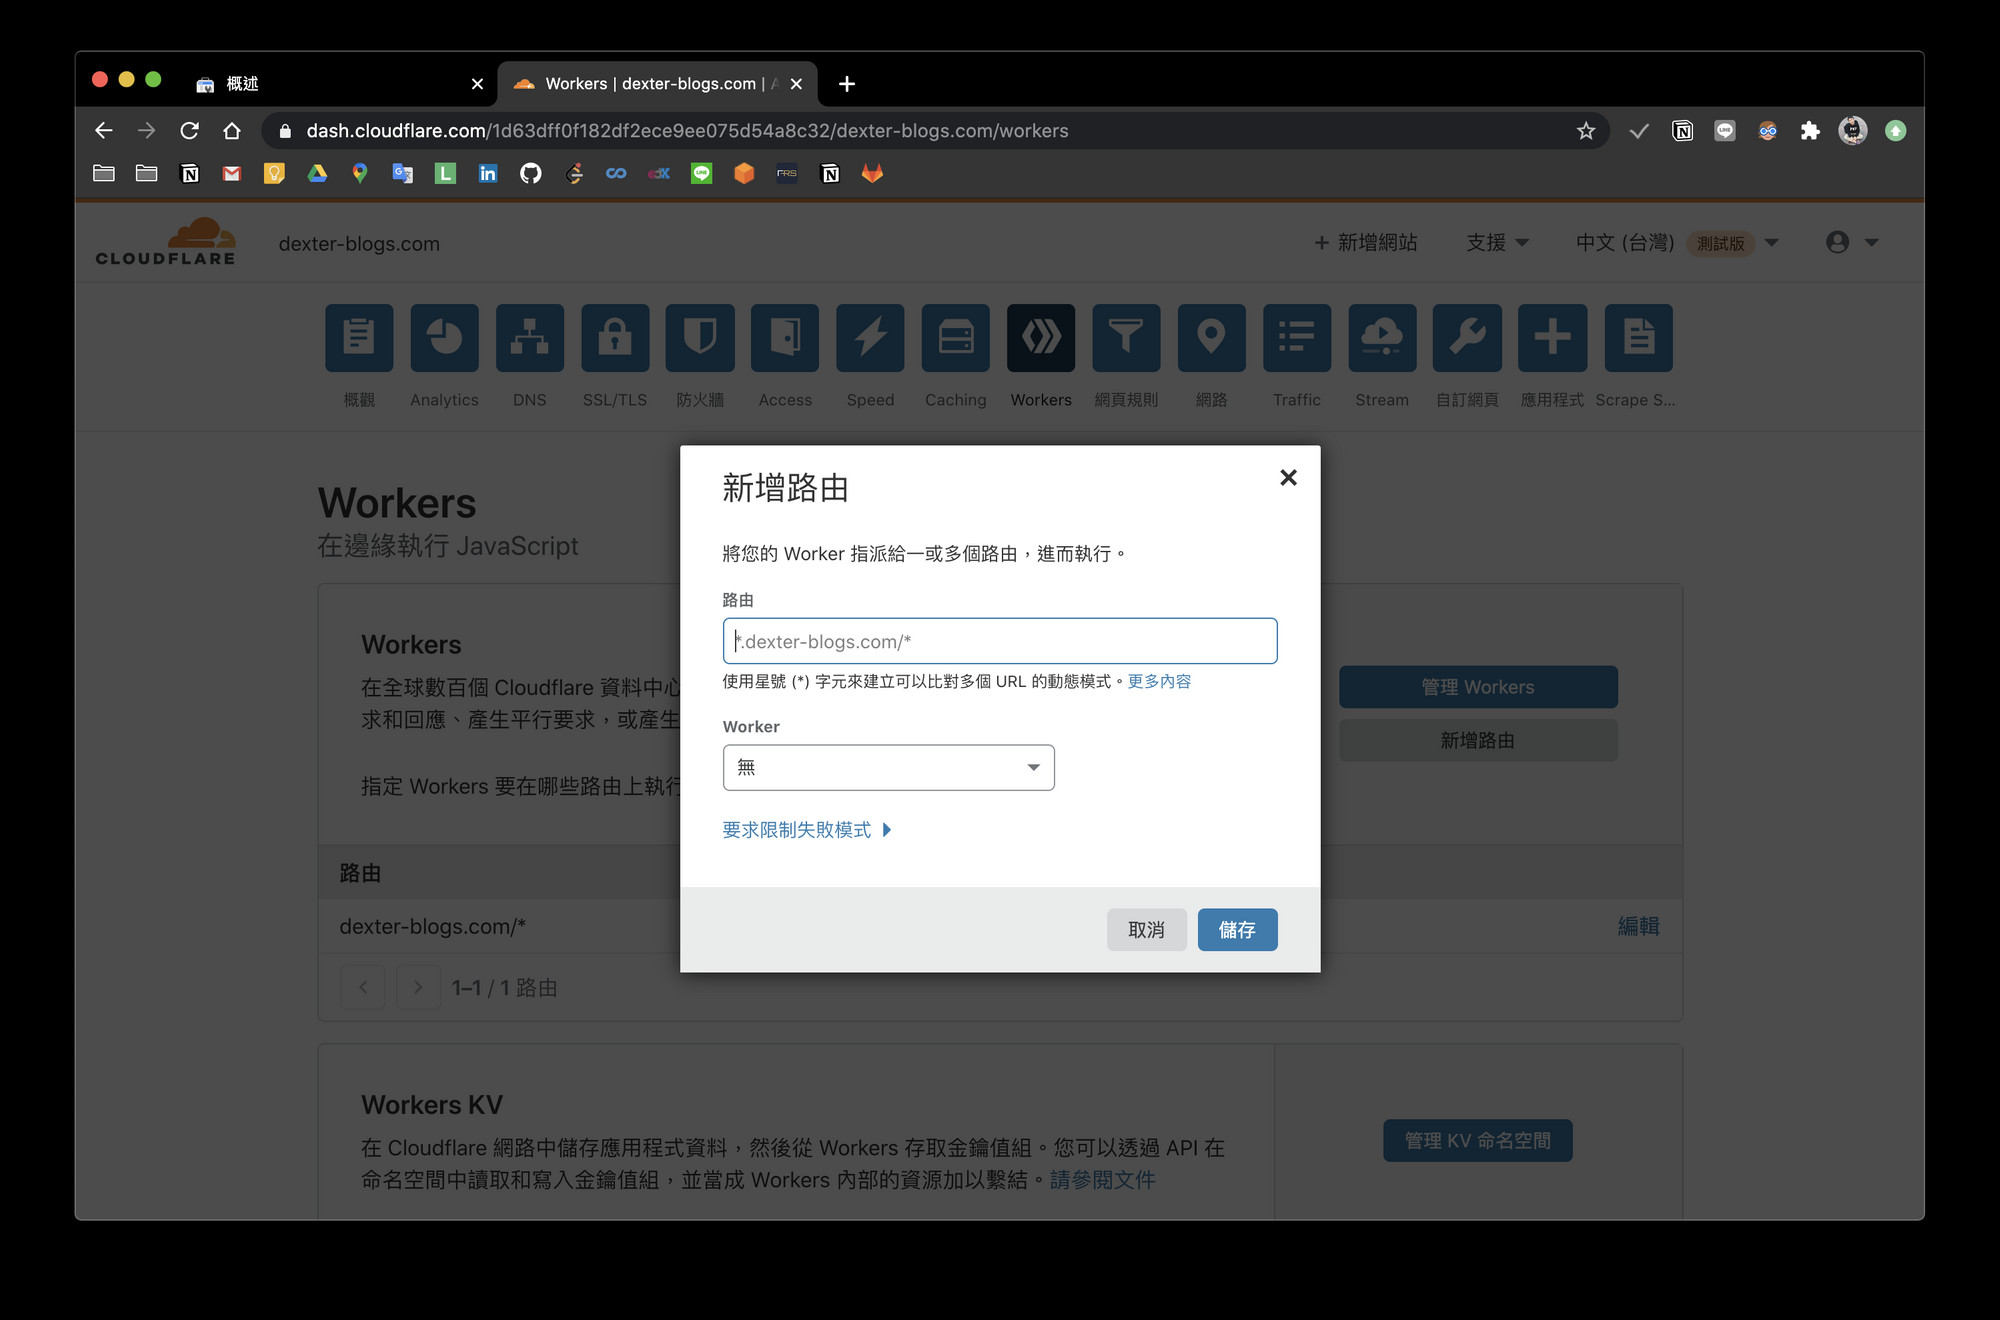 概述
Workers | dexter-blogs.com |
dash.cloudflare.com/1d63dff0f182df2ece9ee075d54a8c32/dexter-blogs.com/workers
CLOUDFLARE
dexter-blogs.com
+ 新增網站
支援
中文 (台灣)
測試版
概觀
Analytics
DNS
SSL/TLS
防火牆
Access
Speed
Caching
Workers
網頁規則
網路
Traffic
Stream
自訂網頁
應用程式
Scrape S...
Workers
在邊緣執行 JavaScript
Workers
在全球數百個 Cloudflare 資料中心
求和回應、產生平行要求，或產生
指定 Workers 要在哪些路由上執行
管理 Workers
新增路由
路由
dexter-blogs.com/*
編輯
1–1 / 1 路由
新增路由
將您的 Worker 指派給一或多個路由，進而執行。
路由
*.dexter-blogs.com/*
使用星號 (*) 字元來建立可以比對多個 URL 的動態模式。更多內容
Worker
無
要求限制失敗模式
取消
儲存
Workers KV
在 Cloudflare 網路中儲存應用程式資料，然後從 Workers 存取金鑰值組。您可以透過 API 在
命名空間中讀取和寫入金鑰值組，並當成 Workers 內部的資源加以繫結。請參閱文件
管理 KV 命名空間